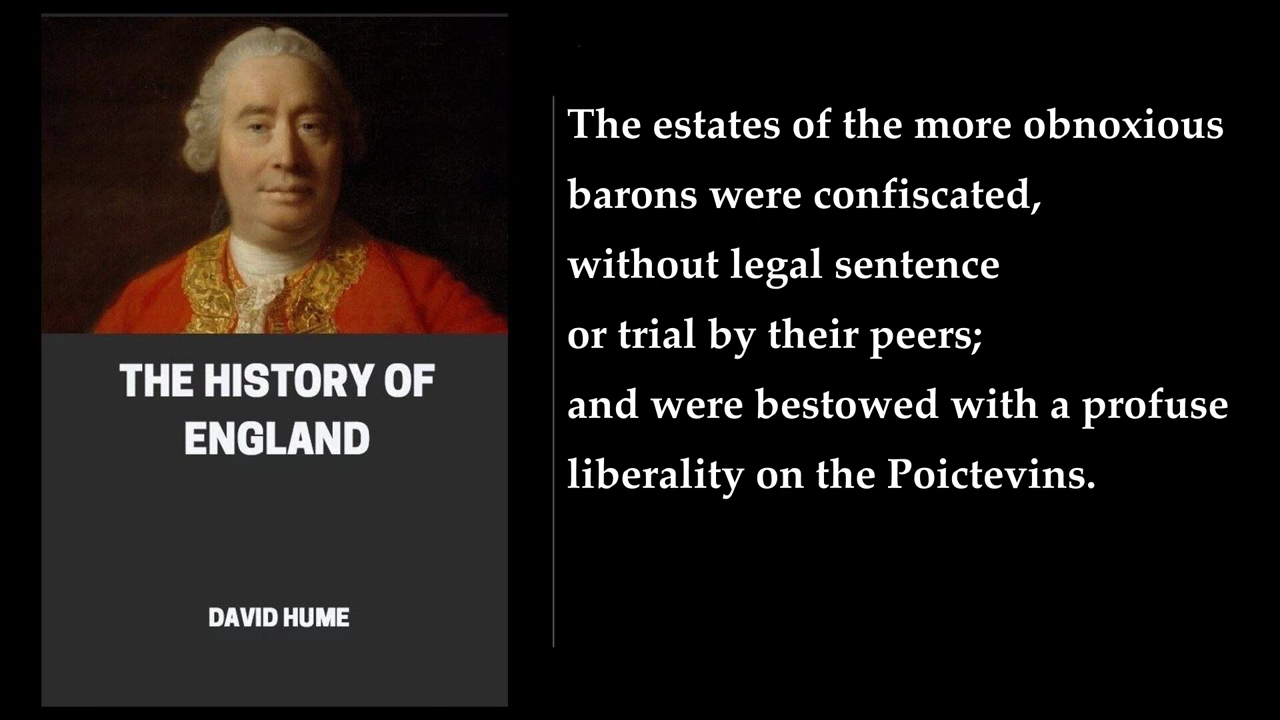 THE HISTORY OF
ENGLAND
DAVID HUME
The estates of the more obnoxious
barons were confiscated,
without legal sentence
or trial by their peers;
and were bestowed with a profuse
liberality on the Poictevins.